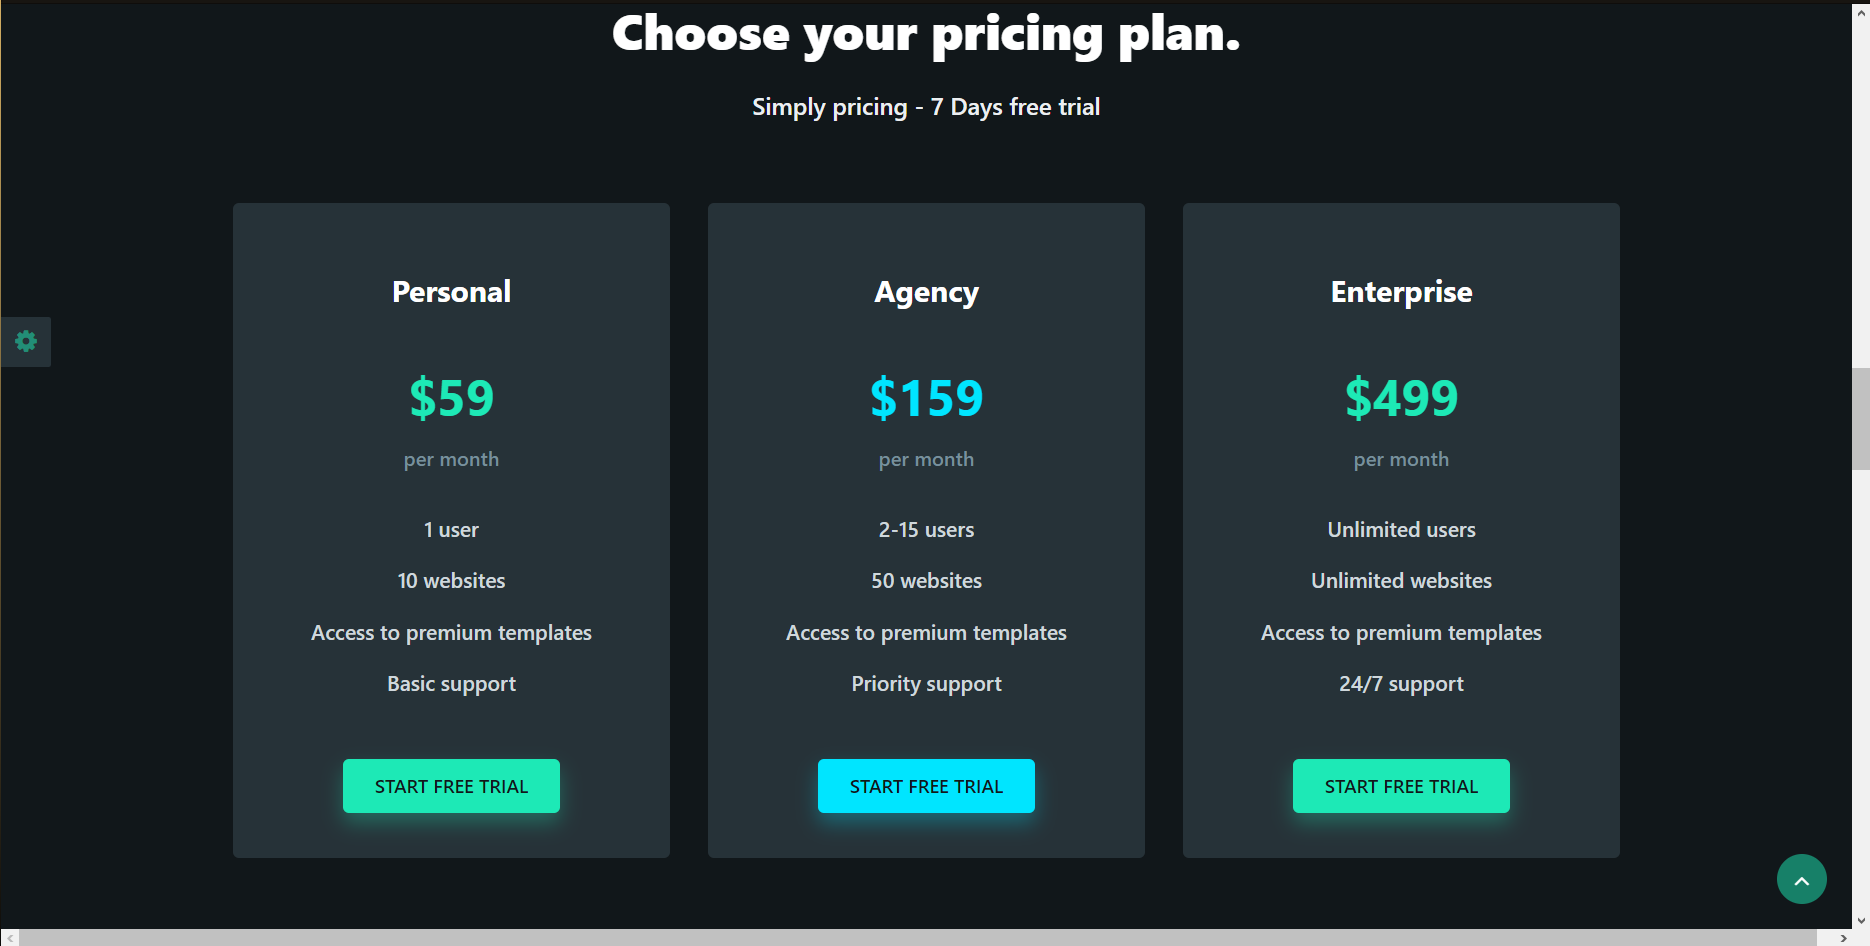 Choose your pricing plan.
Simply pricing - 7 Days free trial
Personal
$59
per month
1 user
10 websites
Access to premium templates
Basic support
START FREE TRIAL
Agency
$159
per month
2-15 users
50 websites
Access to premium templates
Priority support
START FREE TRIAL
Enterprise
$499
per month
Unlimited users
Unlimited websites
Access to premium templates
24/7 support
START FREE TRIAL